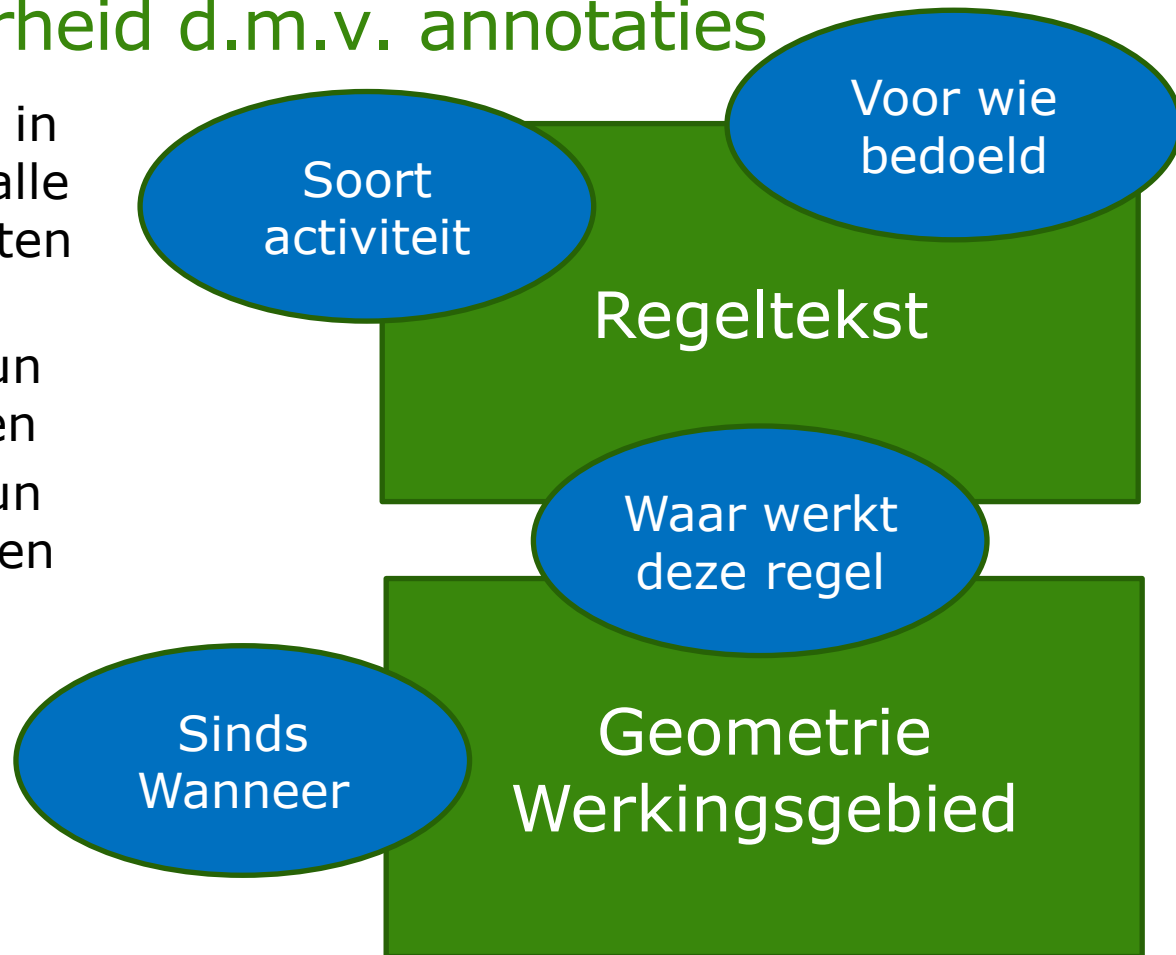 rheid d.m.v. annotaties
in
alle
ten
un
en
un
en
Soort
activiteit
Voor wie
bedoeld
Regeltekst
Waar werkt
deze regel
Sinds
Wanneer
Geometrie
Werkingsgebied